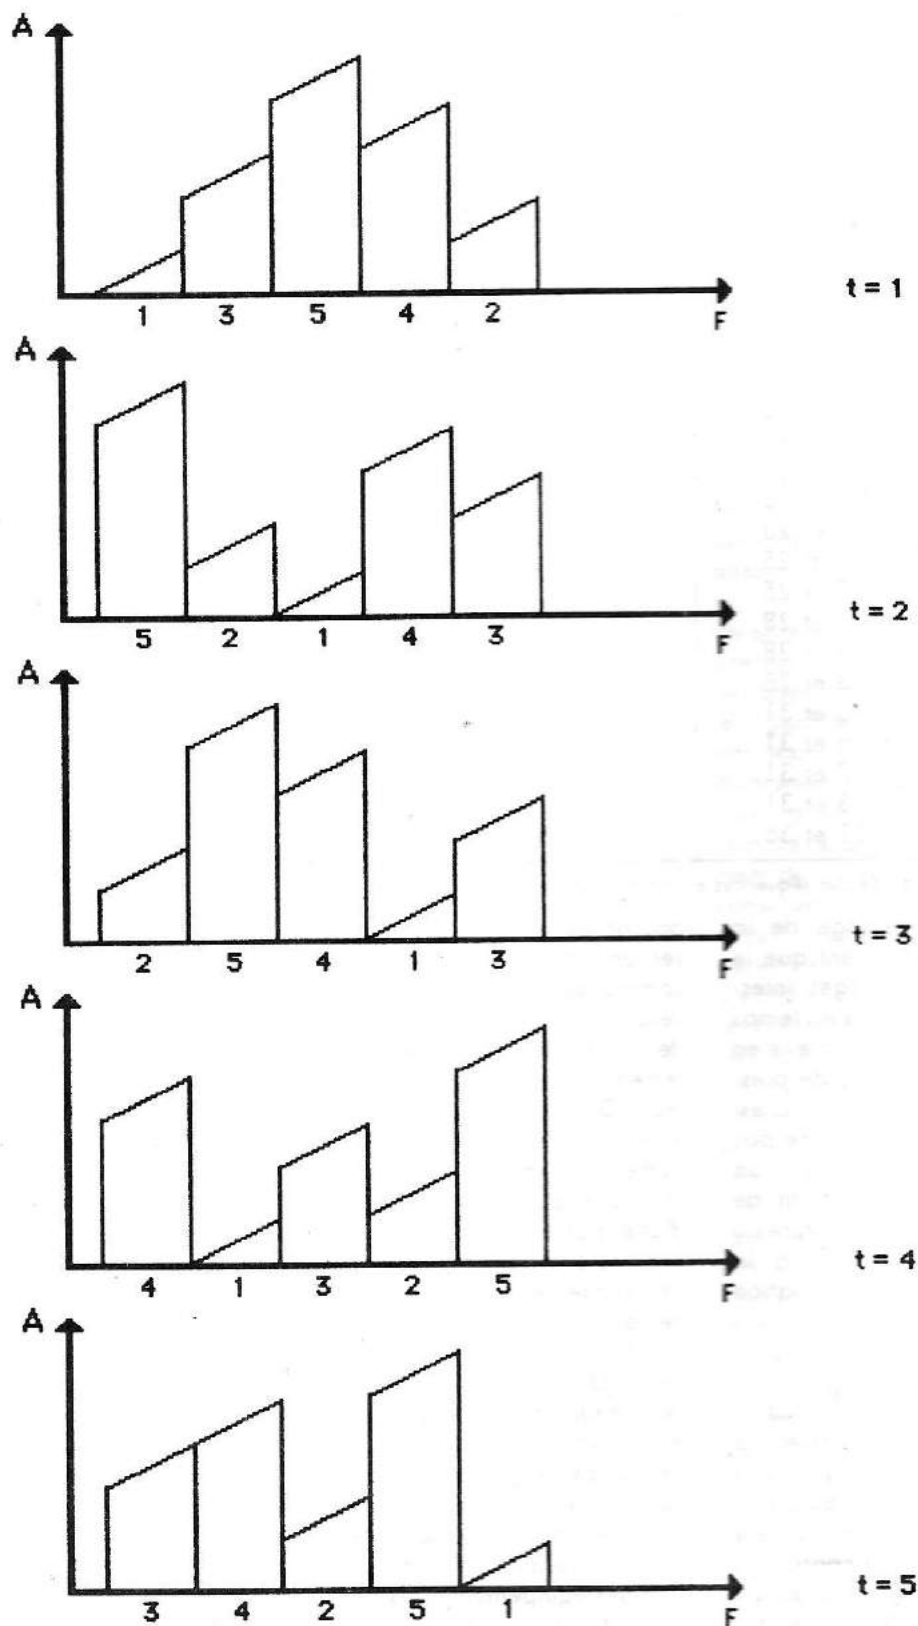 A
1 3 5 4 2 F t = 1
A
5 2 1 4 3 F t = 2
A
2 5 4 1 3 F t = 3
A
4 1 3 2 5 F t = 4
A
3 4 2 5 1 F t = 5